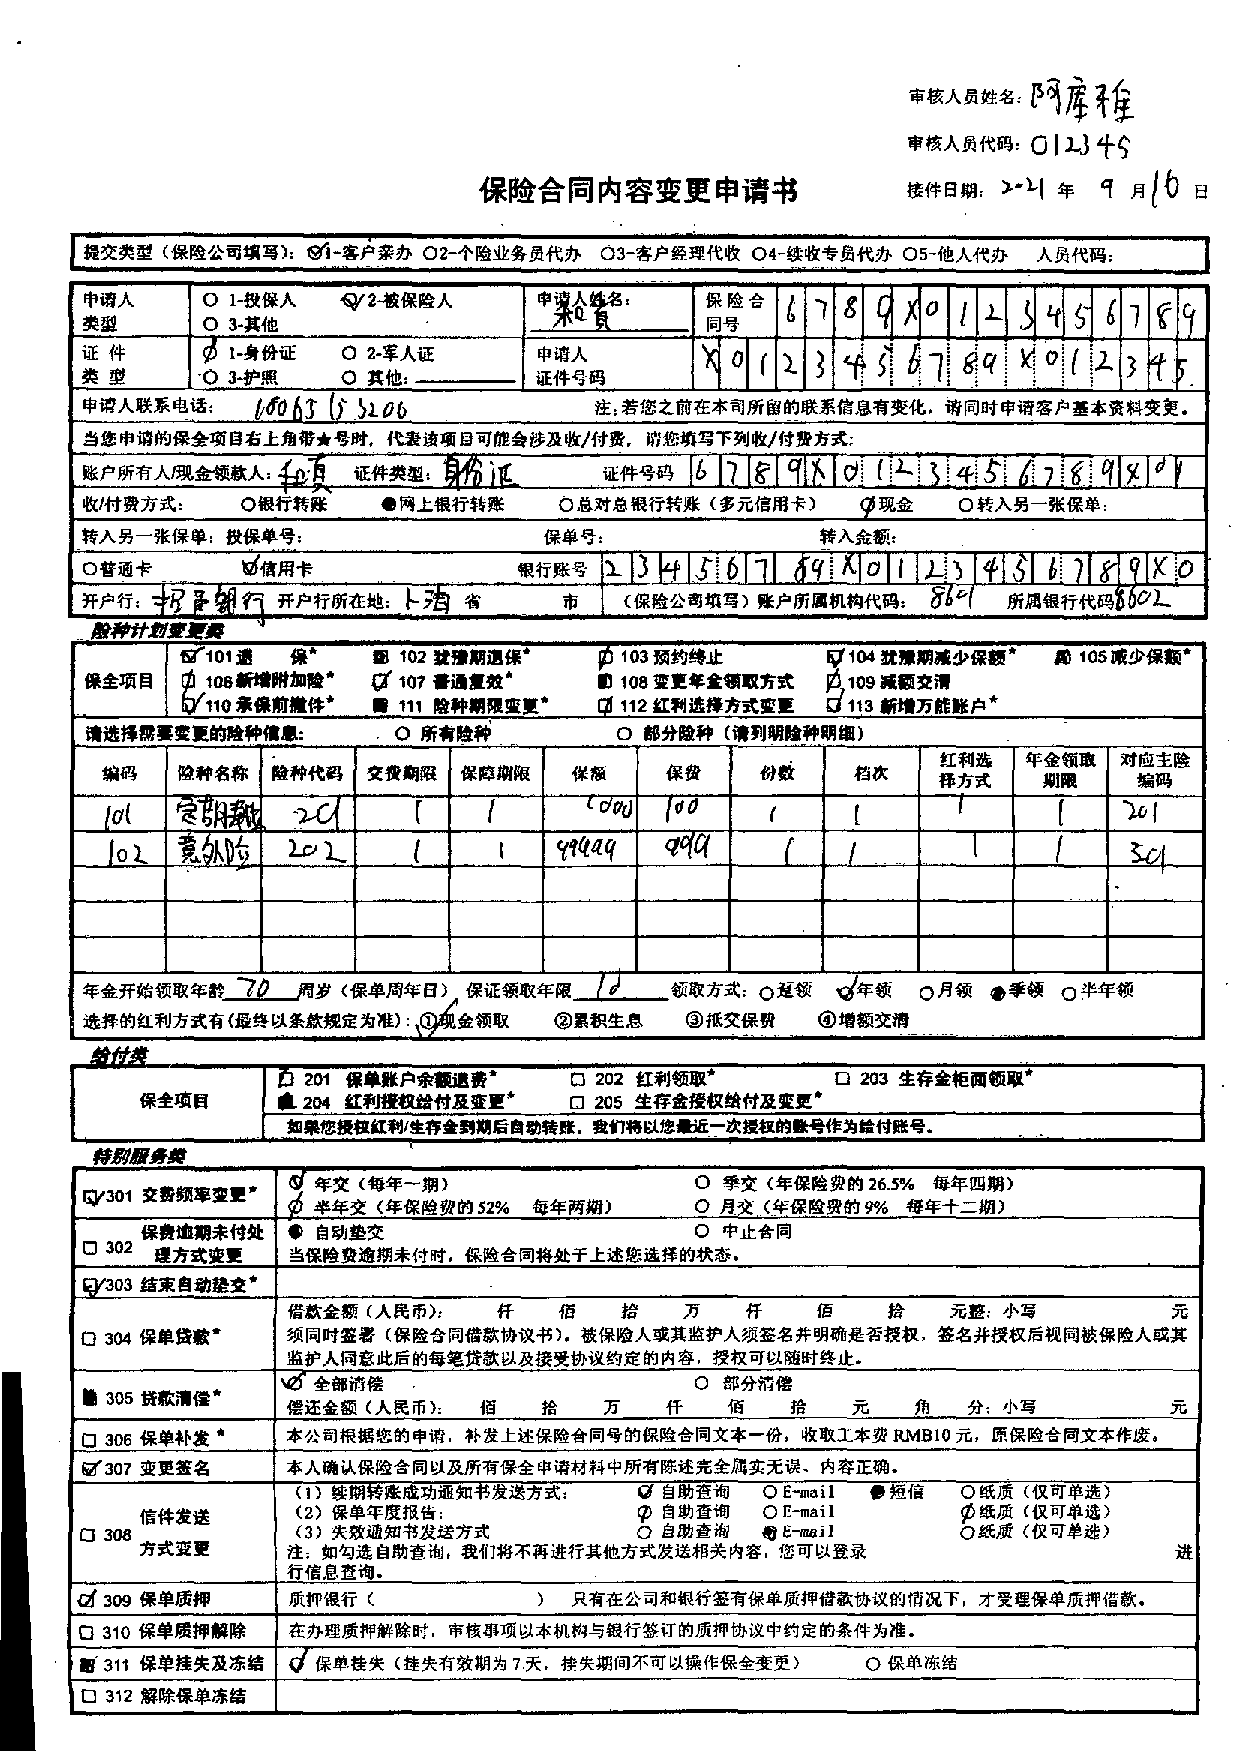 审核人员姓名：阿库雅
审核人员代码：012345
保险合同内容变更申请书
接件日期：2021 年 9 月 16 日
提交类型（保险公司填写）：1-客户亲办 ○2-个险业务员代办 ○3-客户经理代收 ○4-续收专员代办 ○5-他人代办 人员代码：
申请人类型 ○ 1-投保人 2-被保险人 ○ 3-其他 申请人姓名：和真 保险合同号 6789X0123456789
证件类型 1-身份证 ○ 2-军人证 ○ 3-护照 ○ 其他： 申请人证件号码 X0123456789X012345
申请人联系电话：18063153206 注：若您之前在本司所留的联系信息有变化，请同时申请客户基本资料变更。
当您申请的保全项目右上角带★号时，代表该项目可能会涉及收/付费，请您填写下列收/付费方式：
账户所有人/现金领款人：和真 证件类型：身份证 证件号码 6789X0123456789X01
收/付费方式： ○银行转账 ●网上银行转账 ○总对总银行转账（多元信用卡） 现金 ○转入另一张保单：
转入另一张保单：投保单号： 保单号： 转入金额：
○普通卡 信用卡 银行账号 23456789X0123456789X0
开户行：招商银行 开户行所在地：上海 省 市 （保险公司填写）账户所属机构代码：8601 所属银行代码8602
险种计划变更类
保全项目
101 退 保* 102 犹豫期退保* 103 预约终止 104 犹豫期减少保额* 105 减少保额*
106 新增附加险* 107 普通复效* 108 变更年金领取方式 109 减额交清
110 承保前撤件* 111 险种期限变更* 112 红利选择方式变更 113 新增万能账户*
请选择需要变更的险种信息： ○ 所有险种 ○ 部分险种（请列明险种明细）
编码 险种名称 险种代码 交费期限 保障期限 保额 保费 份数 档次 红利选择方式 年金领取期限 对应主险编码
101 201 1 1 1000 100 1 1 1 1 201
102 意外险 202 1 1 99999 999 1 1 1 1 301
年金开始领取年龄 70 周岁（保单周年日） 保证领取年限 10 领取方式：○趸领 年领 ○月领 ●季领 ○半年领
选择的红利方式有(最终以条款规定为准)：①现金领取 ②累积生息 ③抵交保费 ④增额交清
给付类
保全项目
201 保单账户余额退费* □ 202 红利领取* □ 203 生存金柜面领取*
204 红利授权给付及变更* □ 205 生存金授权给付及变更*
如果您授权红利/生存金到期后自动转账，我们将以您最近一次授权的账号作为给付账号。
特别服务类
301 交费频率变更* 年交（每年一期） ○ 季交（年保险费的26.5% 每年四期）
半年交（年保险费的52% 每年两期） ○ 月交（年保险费的9% 每年十二期）
□ 302 保费逾期未付处理方式变更 ● 自动垫交 ○ 中止合同
当保险费逾期未付时，保险合同将处于上述您选择的状态。
303 结束自动垫交*
□ 304 保单贷款* 借款金额（人民币）： 仟 佰 拾 万 仟 佰 拾 元整：小写 元
须同时签署（保险合同借款协议书）。被保险人或其监护人须签名并明确是否授权，签名并授权后视同被保险人或其
监护人同意此后的每笔贷款以及接受协议约定的内容，授权可以随时终止。
305 贷款清偿* 全部清偿 ○ 部分清偿
偿还金额（人民币）： 佰 拾 万 仟 佰 拾 元 角 分：小写 元
□ 306 保单补发* 本公司根据您的申请，补发上述保险合同号的保险合同文本一份，收取工本费RMB10元，原保险合同文本作废。
307 变更签名 本人确认保险合同以及所有保全申请材料中所有陈述完全属实无误、内容正确。
□ 308 信件发送方式变更
（1）续期转账成功通知书发送方式： 自助查询 ○E-mail ●短信 ○纸质（仅可单选）
（2）保单年度报告： 自助查询 ○E-mail 纸质（仅可单选）
（3）失效通知书发送方式 ○ 自助查询 E-mail ○纸质（仅可单选）
注：如勾选自助查询，我们将不再进行其他方式发送相关内容，您可以登录 进
行信息查询。
309 保单质押 质押银行（ ） 只有在公司和银行签有保单质押借款协议的情况下，才受理保单质押借款。
□ 310 保单质押解除 在办理质押解除时，审核事项以本机构与银行签订的质押协议中约定的条件为准。
311 保单挂失及冻结 保单挂失（挂失有效期为7天，挂失期间不可以操作保全变更） ○ 保单冻结
□ 312 解除保单冻结